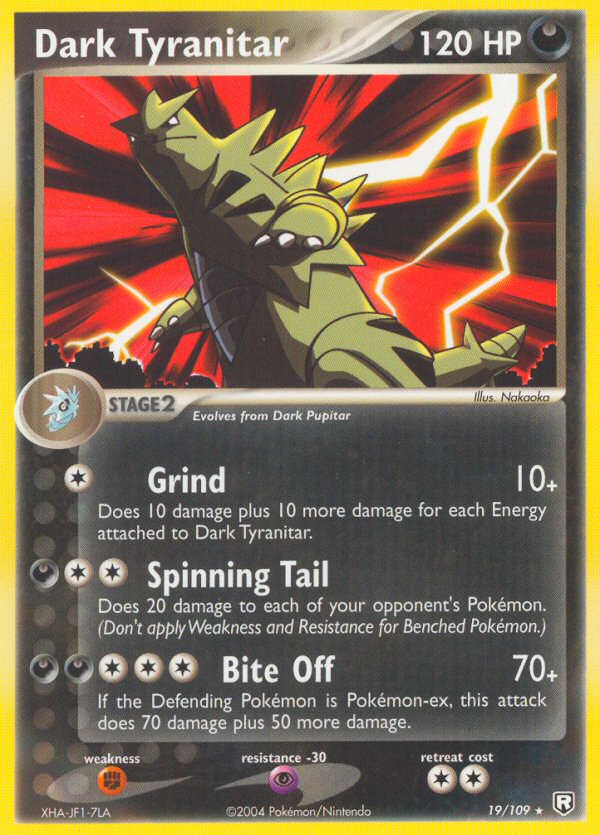 Dark Tyranitar 120 HP
Illus. Nakaoka
STAGE2
Evolves from Dark Pupitar
Grind 10+
Does 10 damage plus 10 more damage for each Energy
attached to Dark Tyranitar.
Spinning Tail
Does 20 damage to each of your opponent's Pokémon.
(Don't apply Weakness and Resistance for Benched Pokémon.)
Bite Off 70+
If the Defending Pokémon is Pokémon-ex, this attack
does 70 damage plus 50 more damage.
weakness resistance -30 retreat cost
XHA-JF1-7LA ©2004 Pokémon/Nintendo 19/109 ★ R